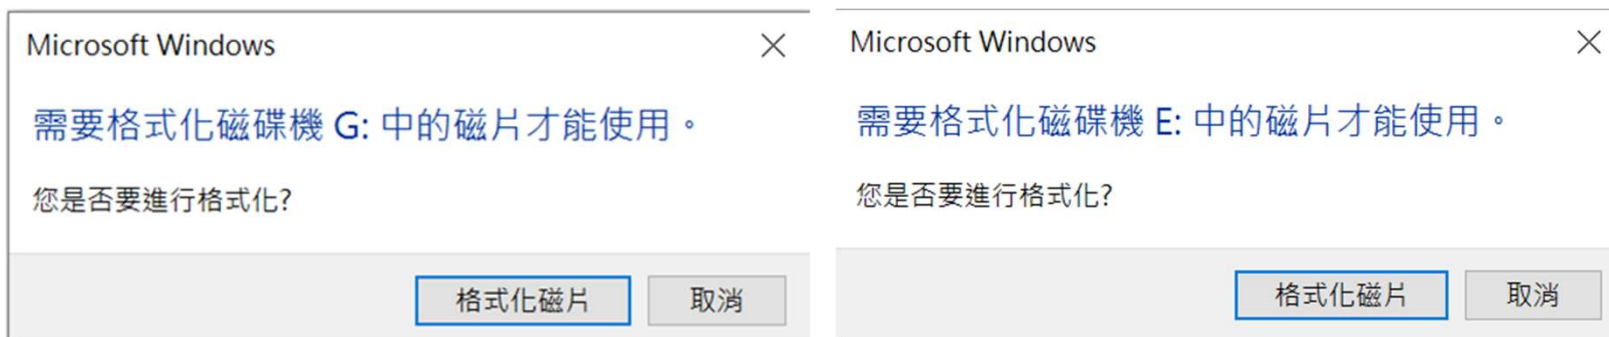 Microsoft Windows
需要格式化磁碟機 G: 中的磁片才能使用。
您是否要進行格式化?
格式化磁片
取消
Microsoft Windows
需要格式化磁碟機 E: 中的磁片才能使用。
您是否要進行格式化?
格式化磁片
取消